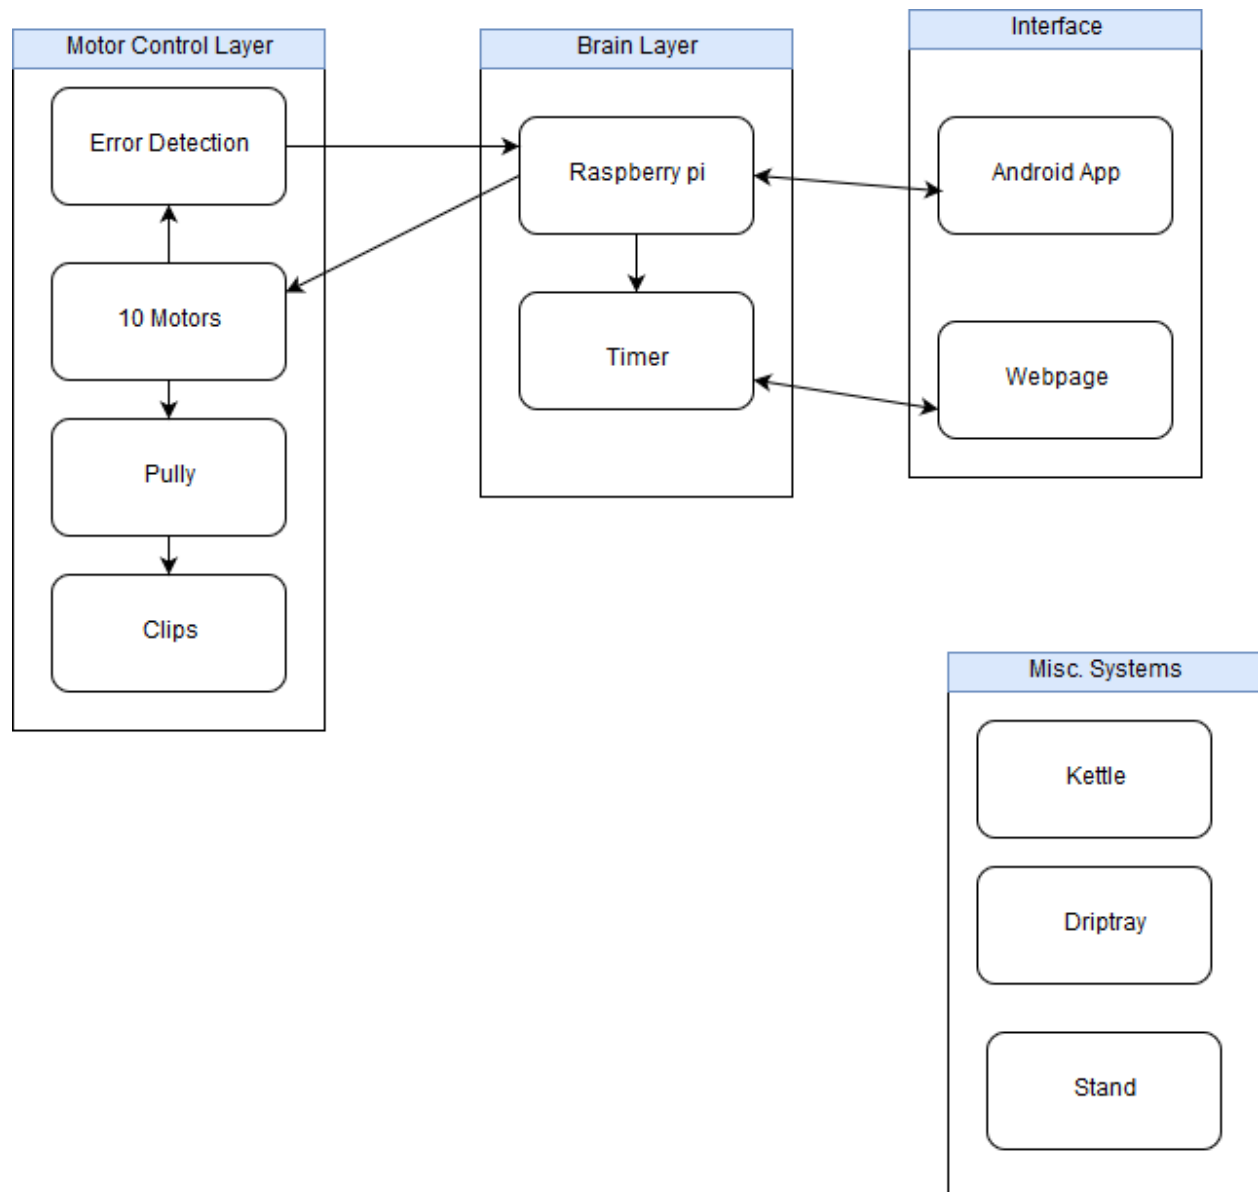 Motor Control Layer
Error Detection
10 Motors
Pully
Clips
Brain Layer
Raspberry pi
Timer
Interface
Android App
Webpage
Misc. Systems
Kettle
Driptray
Stand